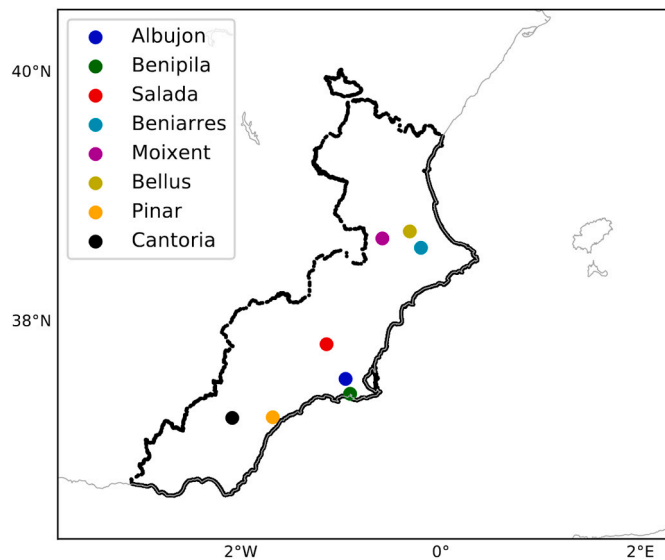 Albujon
Benipila
Salada
Beniarres
Moixent
Bellus
Pinar
Cantoria
40°N
38°N
2°W
0°
2°E